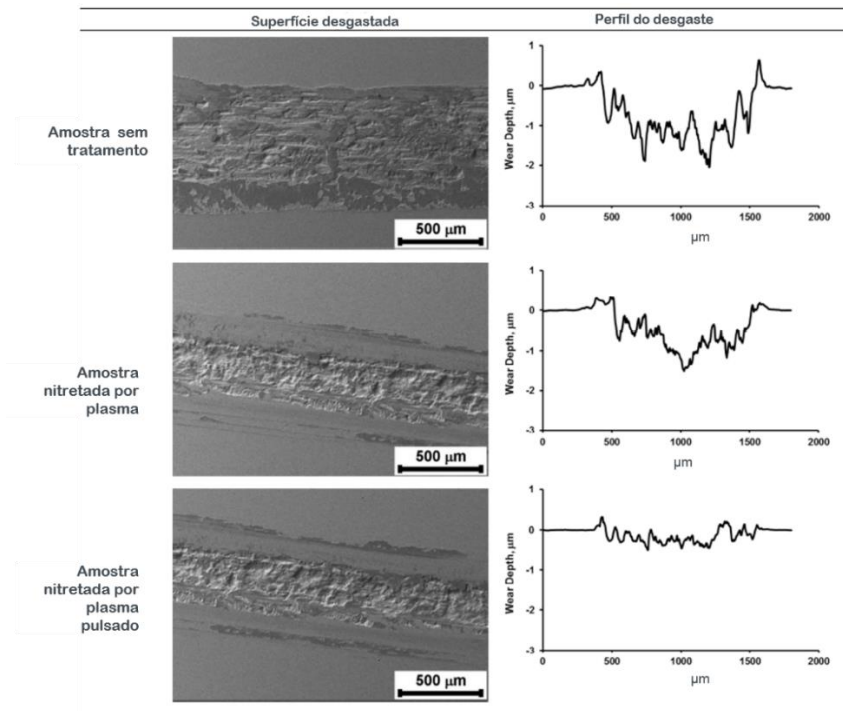 Superfície desgastada
Perfil do desgaste
Amostra sem
tratamento
500 µm
Wear Depth, µm
1
0
-1
-2
-3
0
500
1000
1500
2000
µm
Amostra
nitretada por
plasma
500 µm
Wear Depth, µm
1
0
-1
-2
-3
0
500
1000
1500
2000
µm
Amostra
nitretada por
plasma
pulsado
500 µm
Wear Depth, µm
1
0
-1
-2
-3
0
500
1000
1500
2000
µm